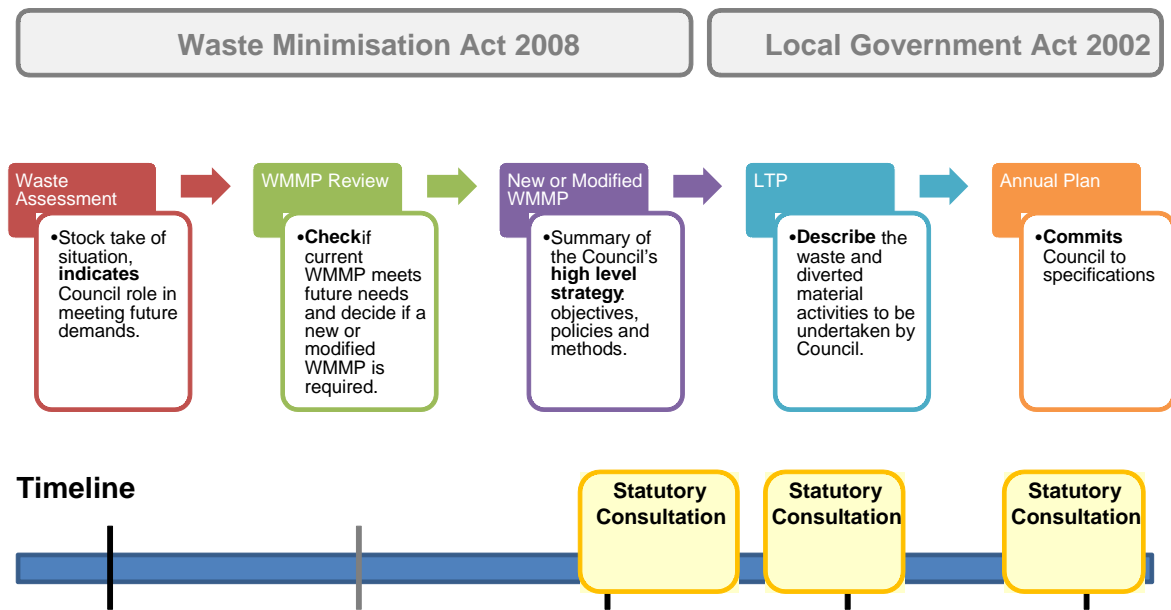 Waste Minimisation Act 2008
Local Government Act 2002
Waste
Assessment
•Stock take of
situation,
indicates
Council role in
meeting future
demands.
WMMP Review
•Checkif
current
WMMP meets
future needs
and decide if a
new or
modified
WMMP is
required.
New or Modified
WMMP
•Summary of
the Council's
high level
strategy:
objectives,
policies and
methods.
LTP
•Describe the
waste and
diverted
material
activities to be
undertaken by
Council.
Annual Plan
•Commits
Council to
specifications
Timeline
Statutory
Consultation
Statutory
Consultation
Statutory
Consultation